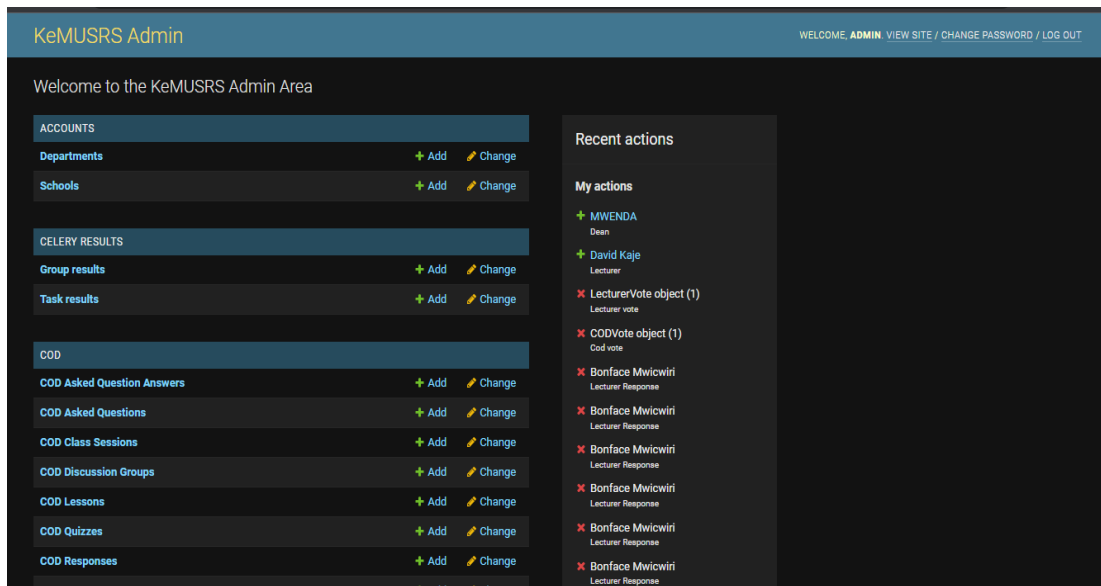 KeMUSRS Admin
WELCOME, ADMIN. VIEW SITE / CHANGE PASSWORD / LOG OUT
Welcome to the KeMUSRS Admin Area
ACCOUNTS
Departments Add Change
Schools Add Change
CELERY RESULTS
Group results Add Change
Task results Add Change
COD
COD Asked Question Answers Add Change
COD Asked Questions Add Change
COD Class Sessions Add Change
COD Discussion Groups Add Change
COD Lessons Add Change
COD Quizzes Add Change
COD Responses Add Change
Recent actions
My actions
MWENDA
Dean
David Kaje
Lecturer
LecturerVote object (1)
Lecturer vote
CODVote object (1)
Cod vote
Bonface Mwicwiri
Lecturer Response
Bonface Mwicwiri
Lecturer Response
Bonface Mwicwiri
Lecturer Response
Bonface Mwicwiri
Lecturer Response
Bonface Mwicwiri
Lecturer Response
Bonface Mwicwiri
Lecturer Response